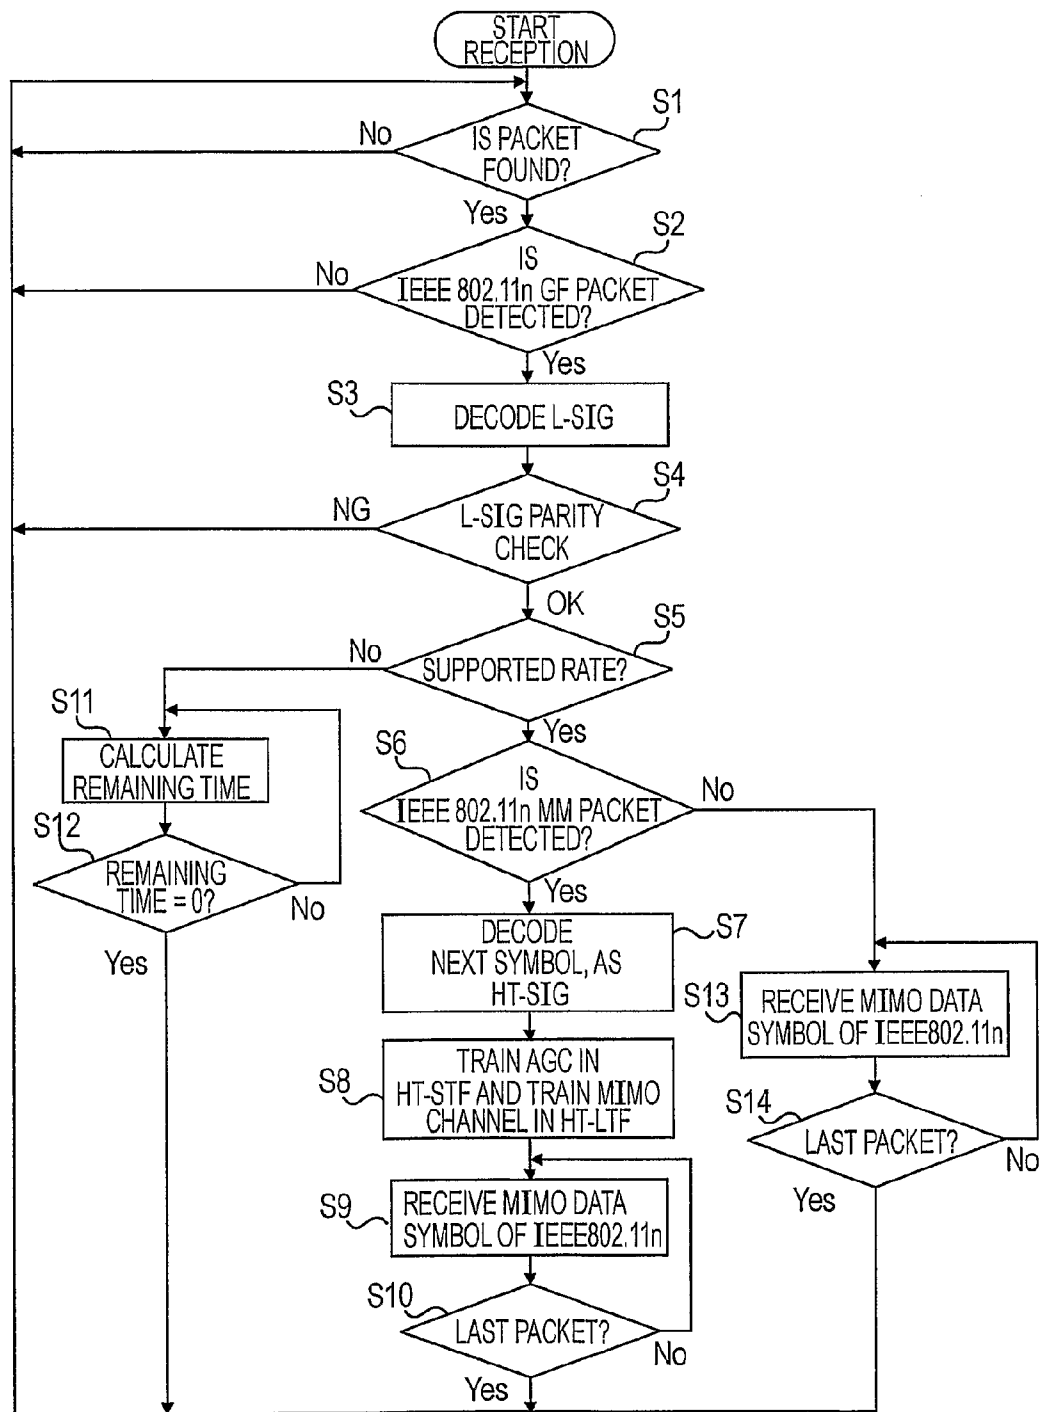 START
RECEPTION
S1
No
IS PACKET
FOUND?
Yes
S2
No
IS
IEEE 802.11n GF PACKET
DETECTED?
Yes
S3
DECODE L-SIG
S4
NG
L-SIG PARITY
CHECK
OK
S5
No
SUPPORTED RATE?
Yes
S11
CALCULATE
REMAINING TIME
S12
REMAINING
TIME = 0?
No
Yes
S6
IS
IEEE 802.11n MM PACKET
DETECTED?
No
Yes
S7
DECODE
NEXT SYMBOL, AS
HT-SIG
S8
TRAIN AGC IN
HT-STF AND TRAIN MIMO
CHANNEL IN HT-LTF
S9
RECEIVE MIMO DATA
SYMBOL OF IEEE802.11n
S10
LAST PACKET?
No
Yes
S13
RECEIVE MIMO DATA
SYMBOL OF IEEE802.11n
S14
LAST PACKET?
No
Yes